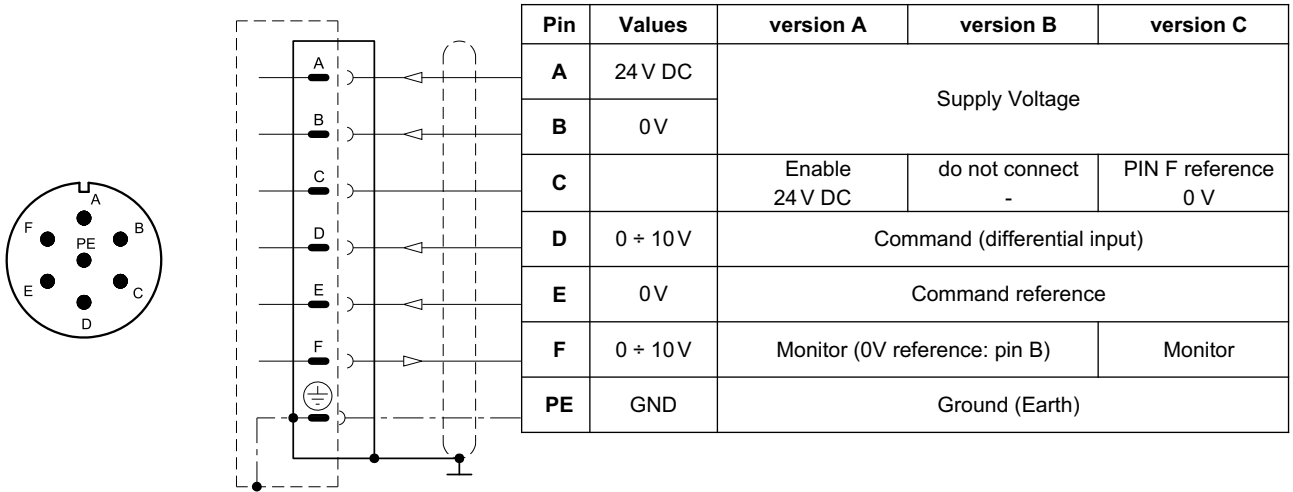 A
B
C
D
E
F
PE
A
B
C
D
E
F
Pin Values version A version B version C
A 24 V DC Supply Voltage
B 0 V
C Enable 24 V DC do not connect - PIN F reference 0 V
D 0 ÷ 10 V Command (differential input)
E 0 V Command reference
F 0 ÷ 10 V Monitor (0V reference: pin B) Monitor
PE GND Ground (Earth)